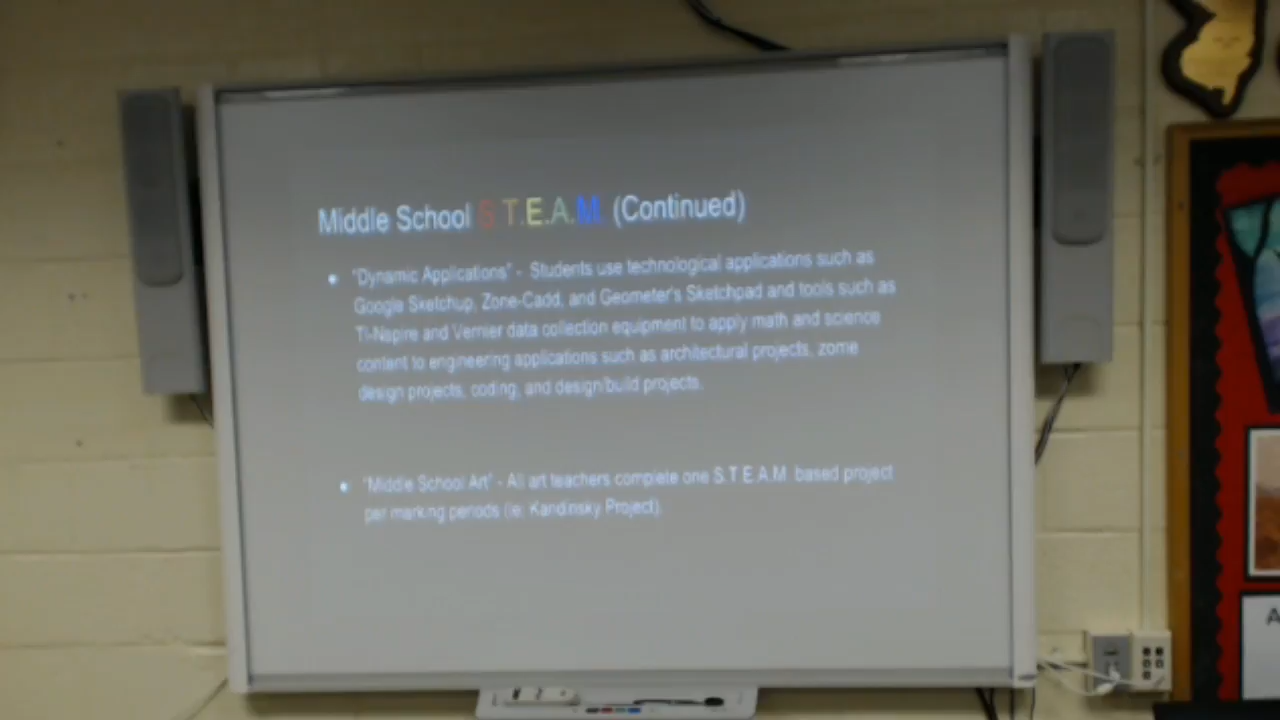 Middle School S.T.E.A.M. (Continued)
"Dynamic Applications" - Students use technological applications such as
Google Sketchup, Zone-Cadd, and Geometer's Sketchpad and tools such as
TI-Nspire and Vernier data collection equipment to apply math and science
content to engineering applications such as architectural projects, zome
design projects, coding, and design/build projects.
"Middle School Art" - All art teachers complete one S.T.E.A.M. based project
per marking periods (ie: Kandinsky Project).
A